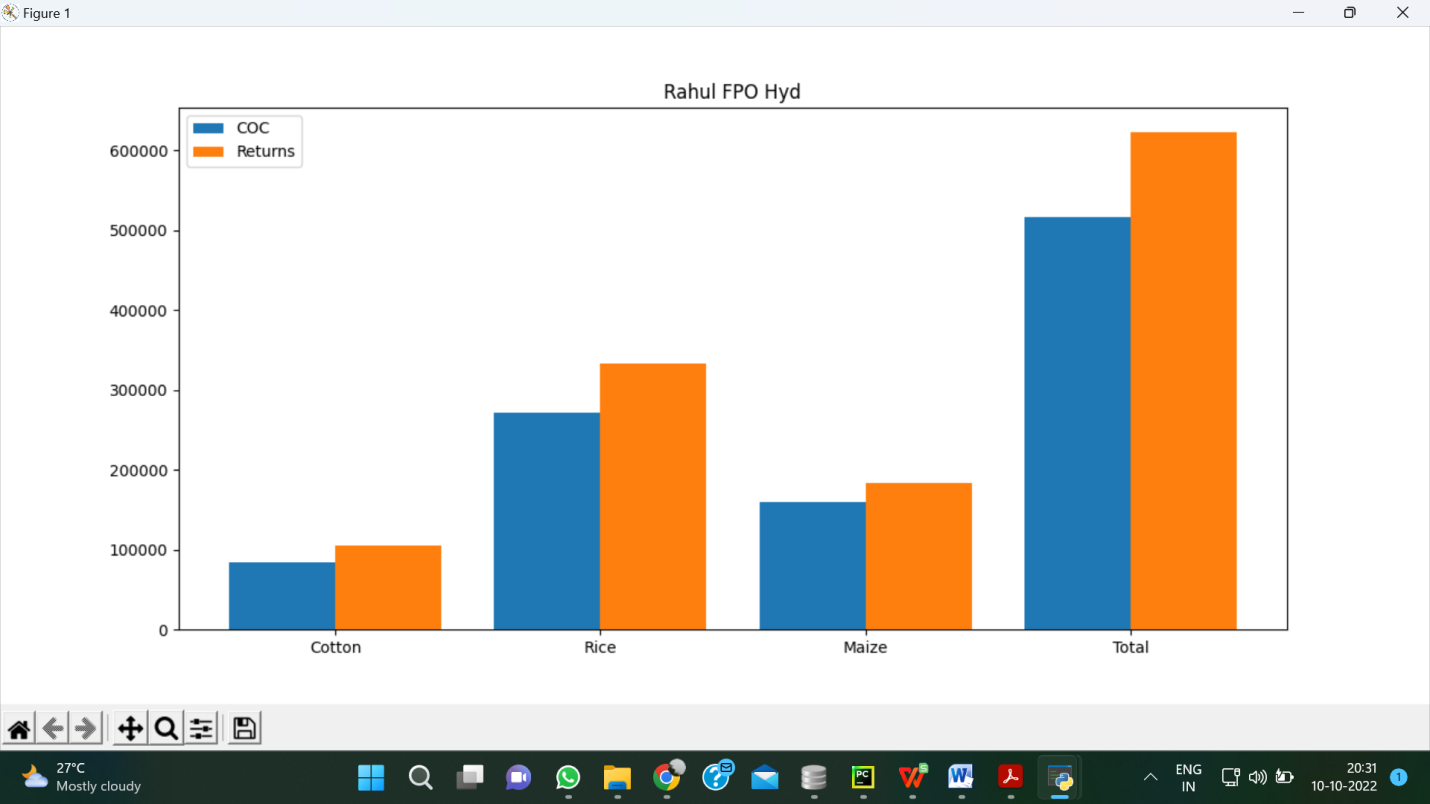 Figure 1
Rahul FPO Hyd
COC
Returns
600000
500000
400000
300000
200000
100000
0
Cotton Rice Maize Total
27°C
Mostly cloudy
PC
W
S
W
?
ENG
IN
20:31
10-10-2022
1